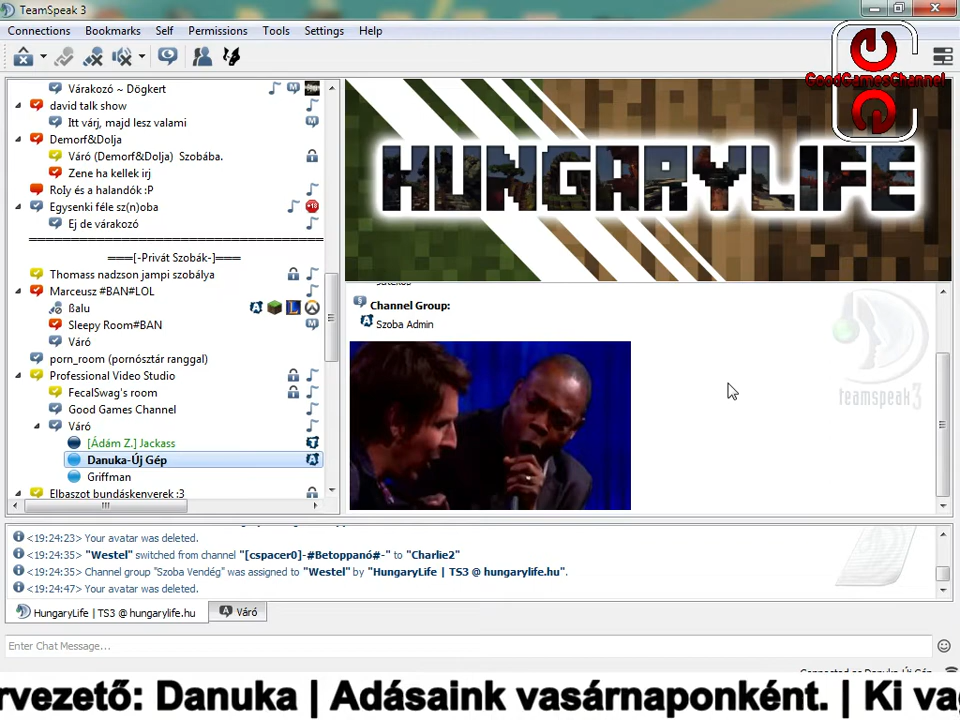 TeamSpeak 3
Connections Bookmarks Self Permissions Tools Settings Help
GoodGamesChannel
Várakozó ~ Dögkert
david talk show
Itt várj, majd lesz valami
Demorf&Dolja
Váró (Demorf&Dolja) Szobába.
Zene ha kellek irj
Roly és a halandók :P
Egysenki féle sz(n)oba
+18
Ej de várakozó
===[-Privát Szobák-]===
Thomass nadzson jampi szobálya
Marceusz #BAN#LOL
ßalu
Sleepy Room#BAN
Váró
porn_room (pornósztár ranggal)
Professional Video Studio
FecalSwag's room
Good Games Channel
Váró
[Ádám Z.] Jackass
Danuka-Új Gép
Griffman
Elbaszot bundáskenyerek :3
HUNGARYLIFE
Channel Group:
Szoba Admin
teamspeak3
<19:24:23> Your avatar was deleted.
<19:24:35> "Westel" switched from channel "[cspacer0]-#Betoppanó#-" to "Charlie2"
<19:24:35> Channel group "Szoba Vendég" was assigned to "Westel" by "HungaryLife | TS3 @ hungarylife.hu".
<19:24:47> Your avatar was deleted.
HungaryLife | TS3 @ hungarylife.hu
Váró
Enter Chat Message...
rvezető: Danuka | Adásaink vasárnaponként. | Ki va